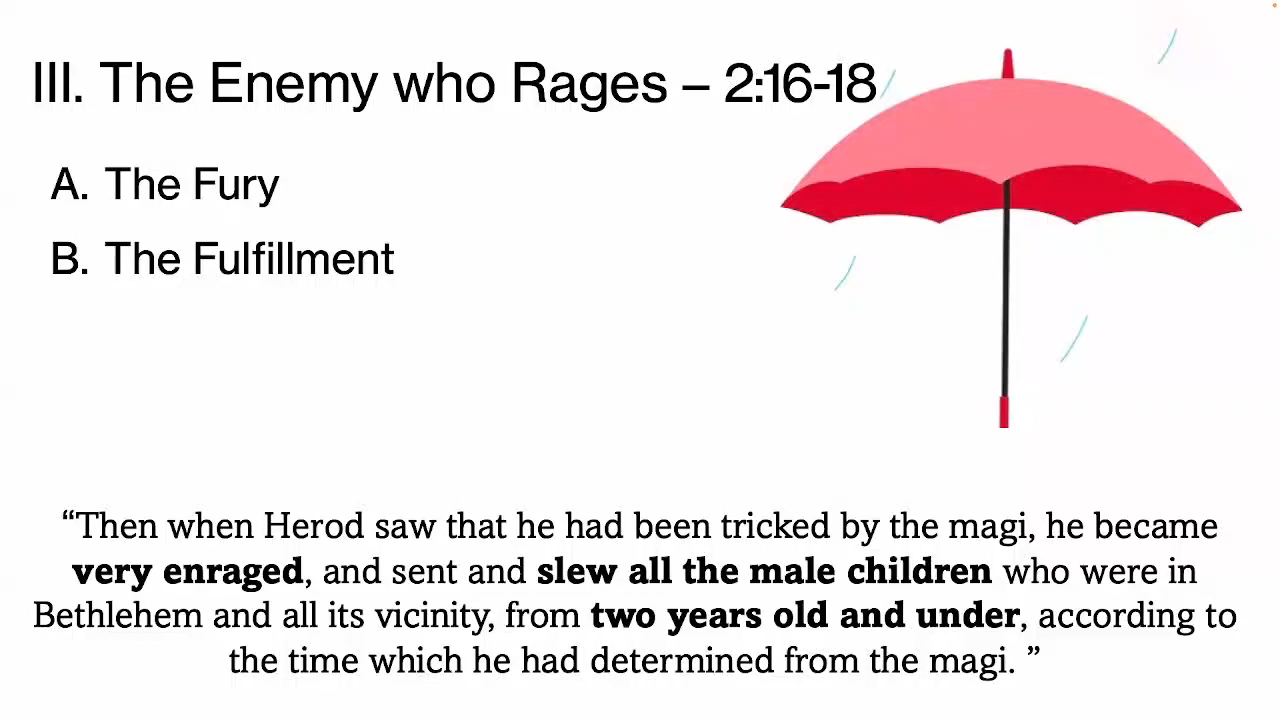 III. The Enemy who Rages – 2:16-18
A. The Fury
B. The Fulfillment
“Then when Herod saw that he had been tricked by the magi, he became
very enraged, and sent and slew all the male children who were in
Bethlehem and all its vicinity, from two years old and under, according to
the time which he had determined from the magi. ”